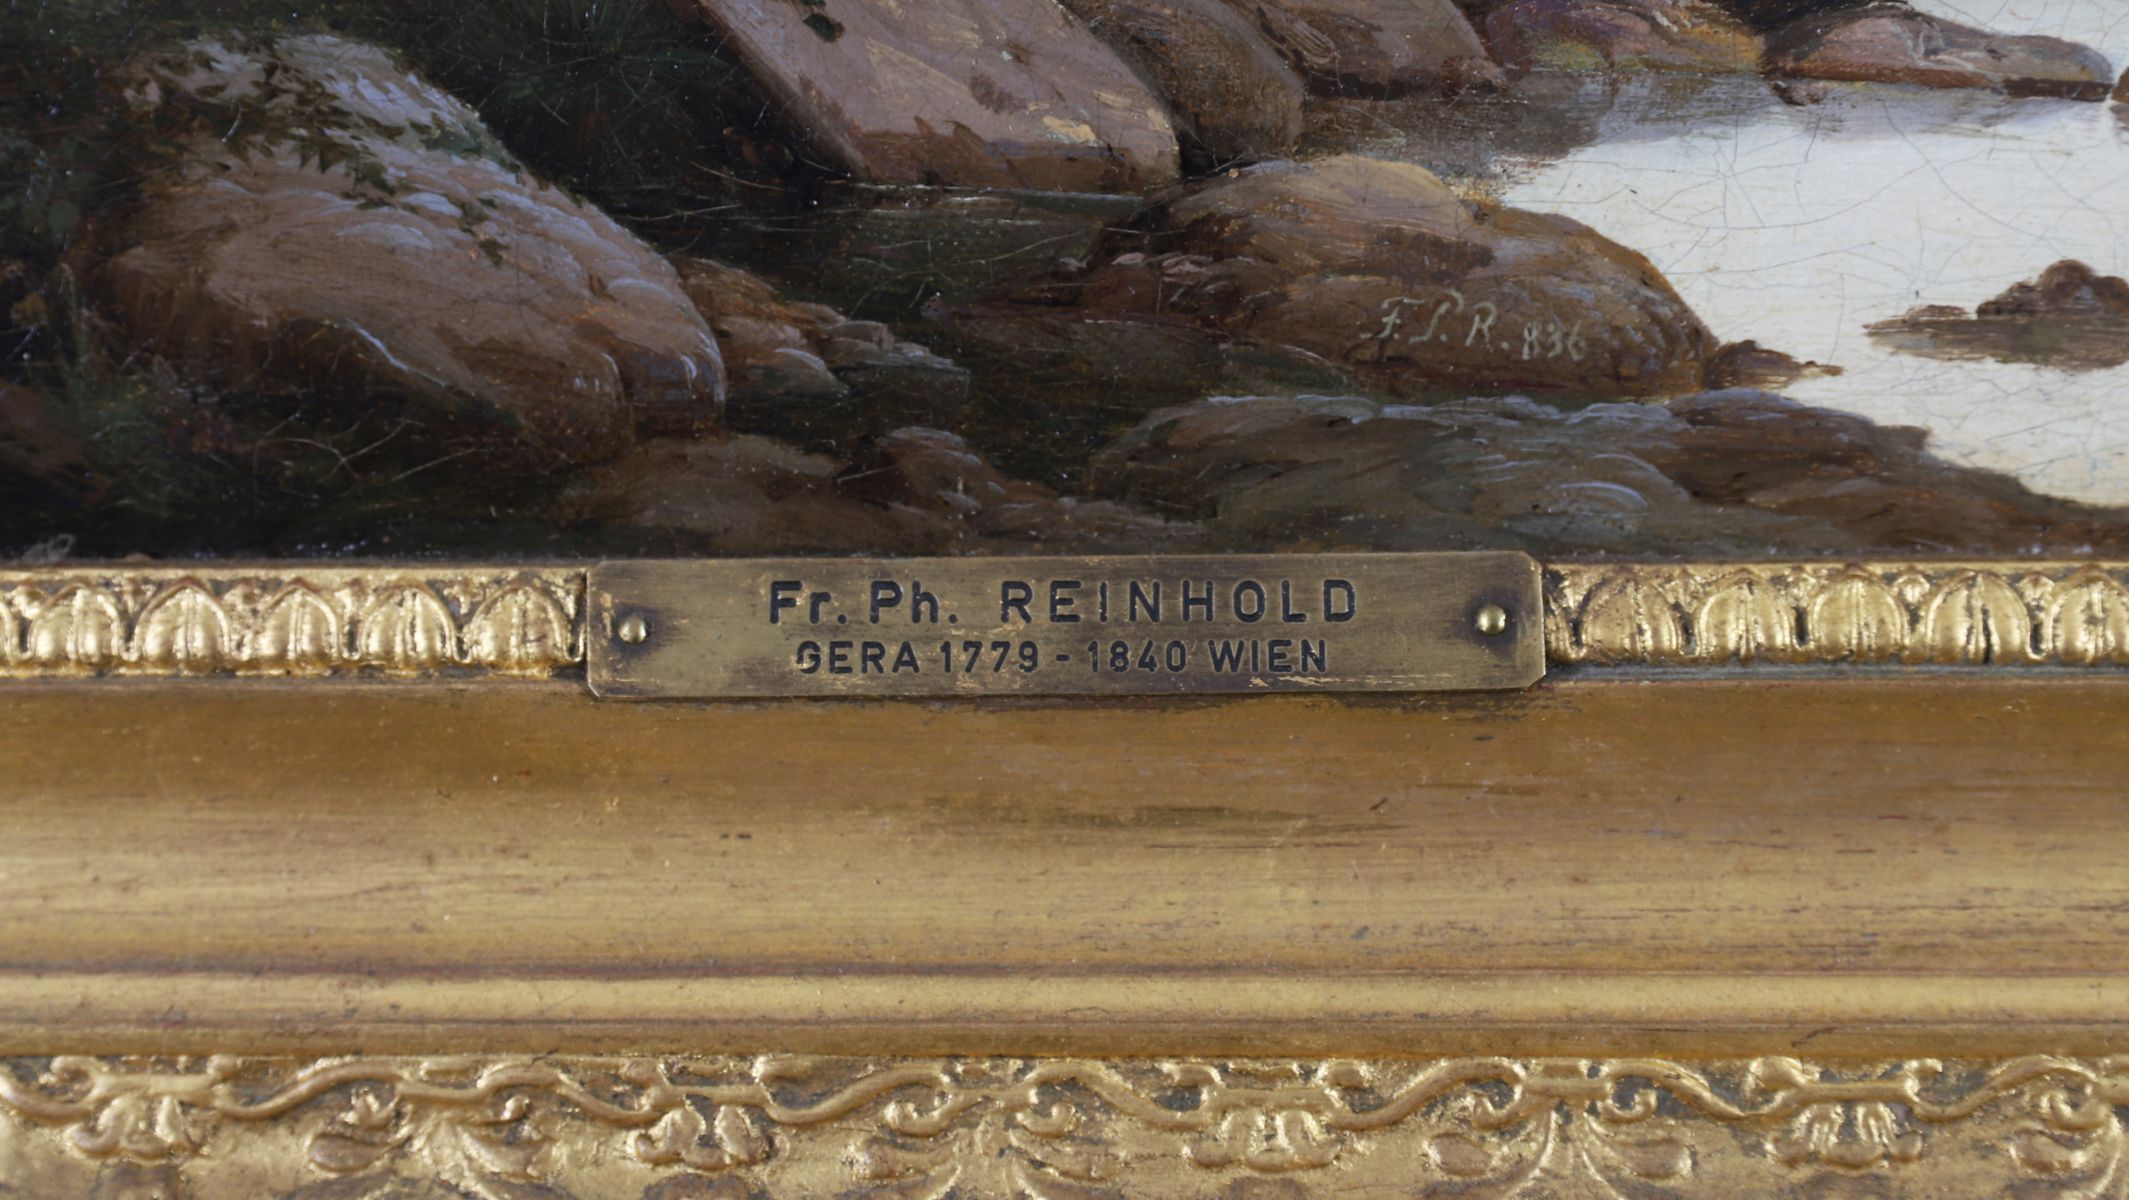 F. P. R. 836
Fr. Ph. REINHOLD
GERA 1779 - 1840 WIEN